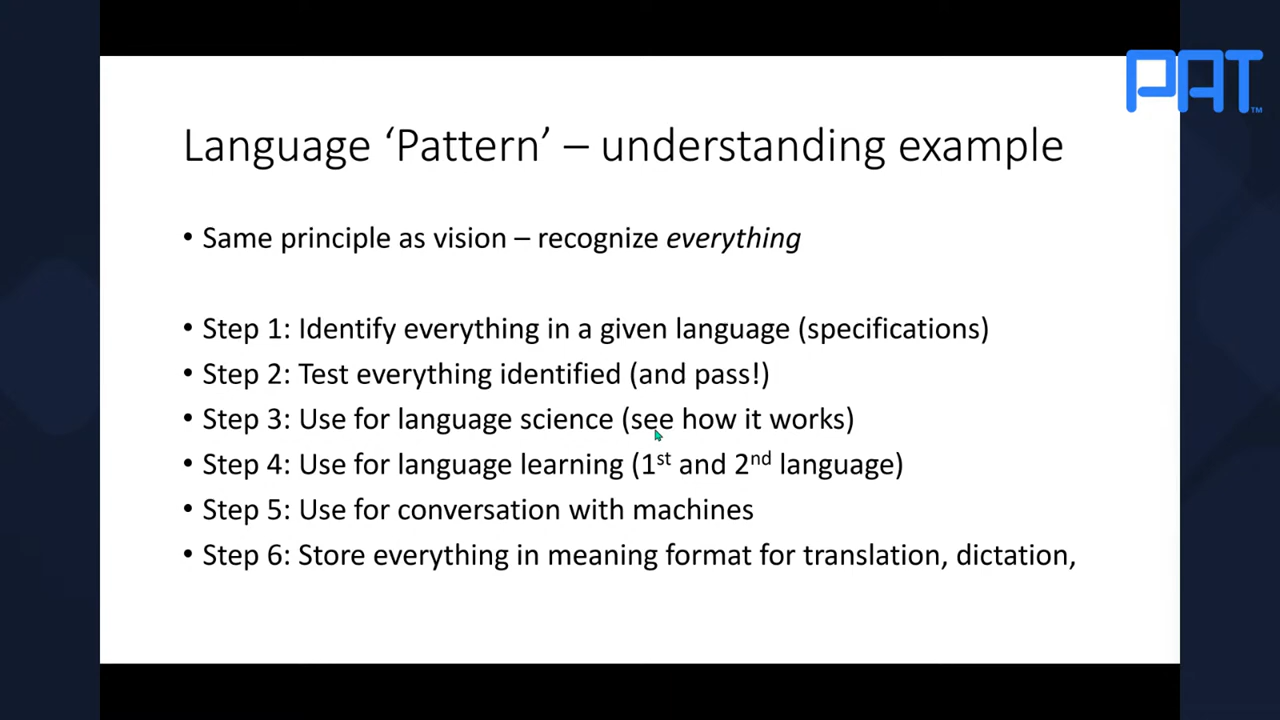 PAT™
Language ‘Pattern’ – understanding example
• Same principle as vision – recognize everything
• Step 1: Identify everything in a given language (specifications)
• Step 2: Test everything identified (and pass!)
• Step 3: Use for language science (see how it works)
• Step 4: Use for language learning (1st and 2nd language)
• Step 5: Use for conversation with machines
• Step 6: Store everything in meaning format for translation, dictation,